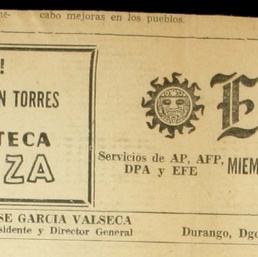 cabo mejoras en los pueblos.
!
N TORRES
TECA
ZA
E
Servicios de AP, AFP,
DPA y EFE
MIEM
SE GARCIA VALSECA
sidente y Director General
Durango, Dgo